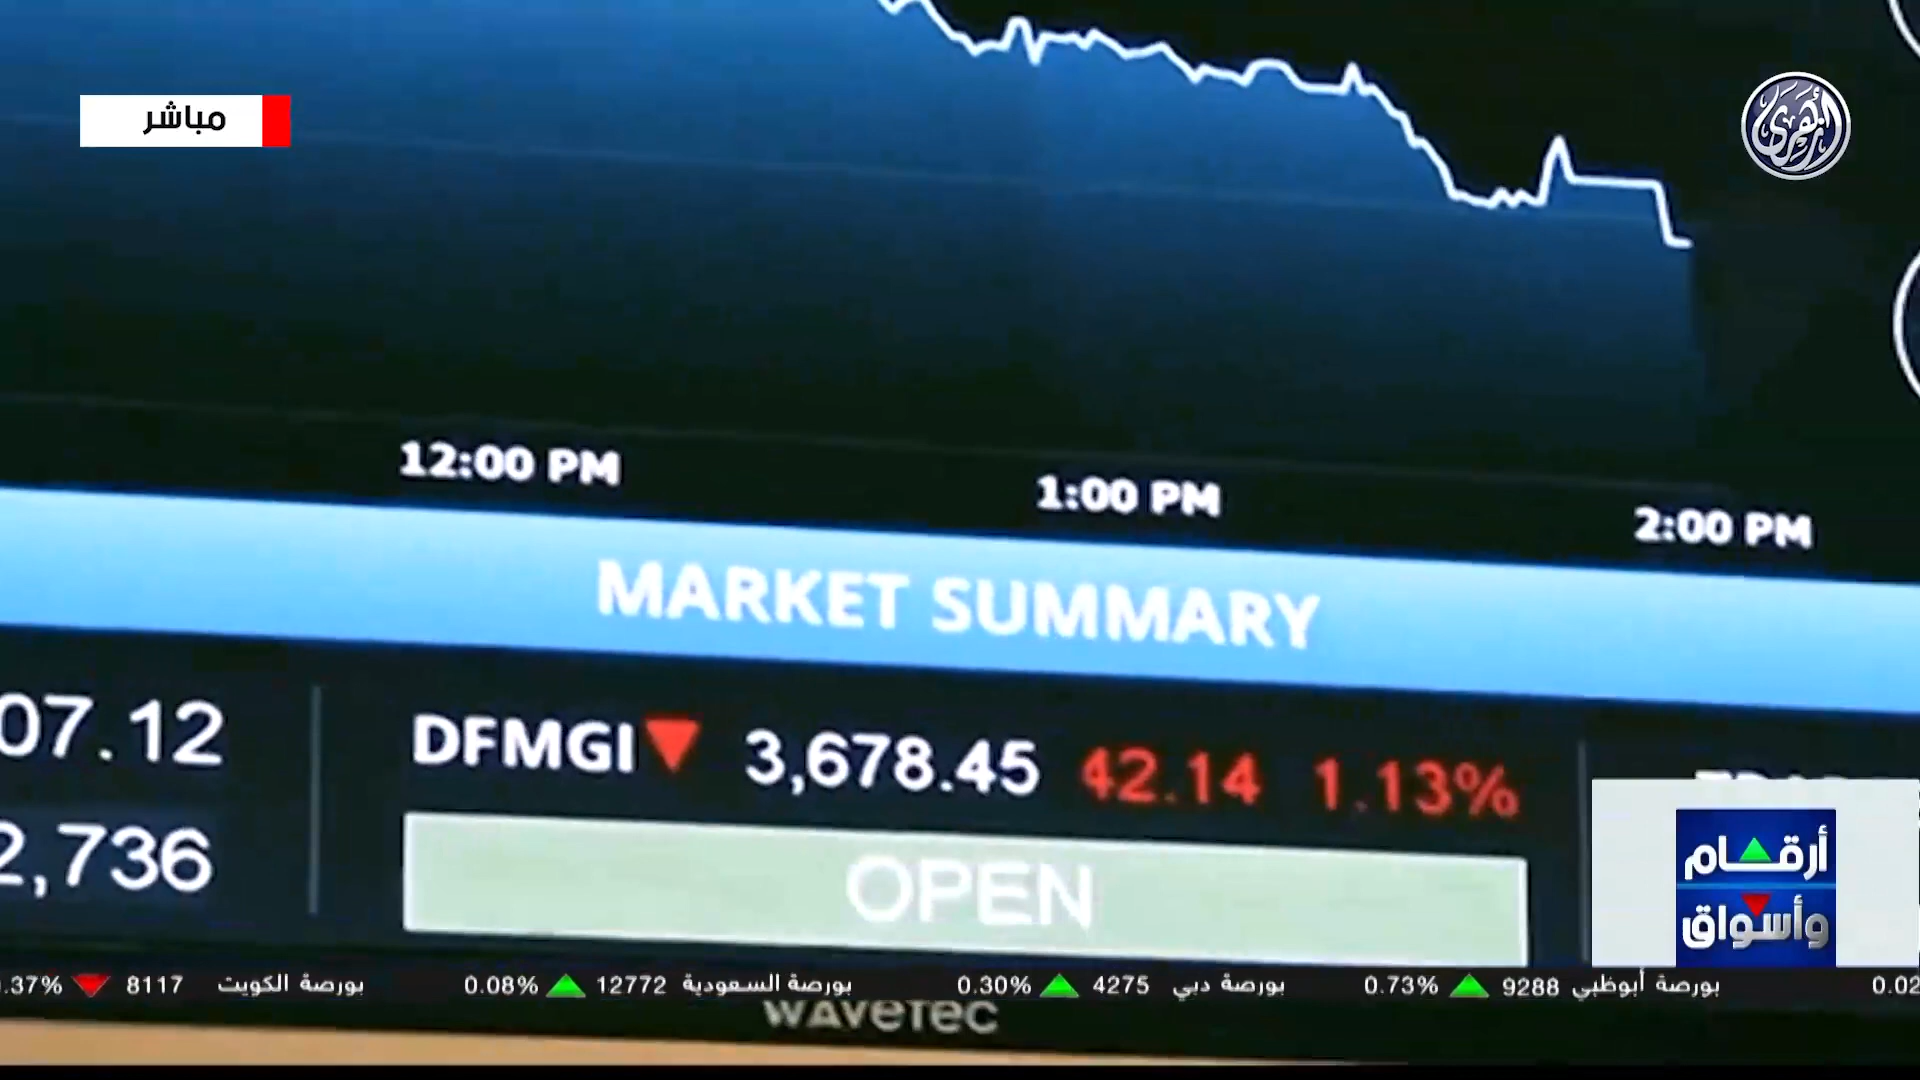 مباشر
12:00 PM 1:00 PM 2:00 PM
MARKET SUMMARY
07.12 DFMGI 3,678.45 42.14 1.13%
2,736 OPEN
أرقام
وأسواق
0.02 بورصة أبوظبي 9288 0.73% بورصة دبي 4275 0.30% بورصة السعودية 12772 0.08% بورصة الكويت 8117 .37%
WAVETEC